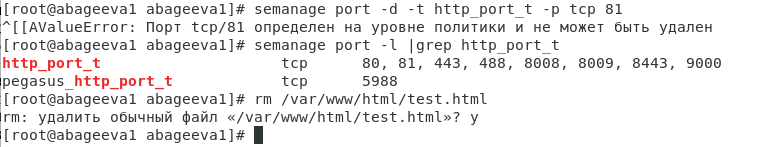 [root@abageeva1 abageeva1]# semanage port -d -t http_port_t -p tcp 81
^[[AValueError: Порт tcp/81 определен на уровне политики и не может быть удален
[root@abageeva1 abageeva1]# semanage port -l |grep http_port_t
http_port_t                    tcp      80, 81, 443, 488, 8008, 8009, 8443, 9000
pegasus_http_port_t            tcp      5988
[root@abageeva1 abageeva1]# rm /var/www/html/test.html
rm: удалить обычный файл «/var/www/html/test.html»? y
[root@abageeva1 abageeva1]#